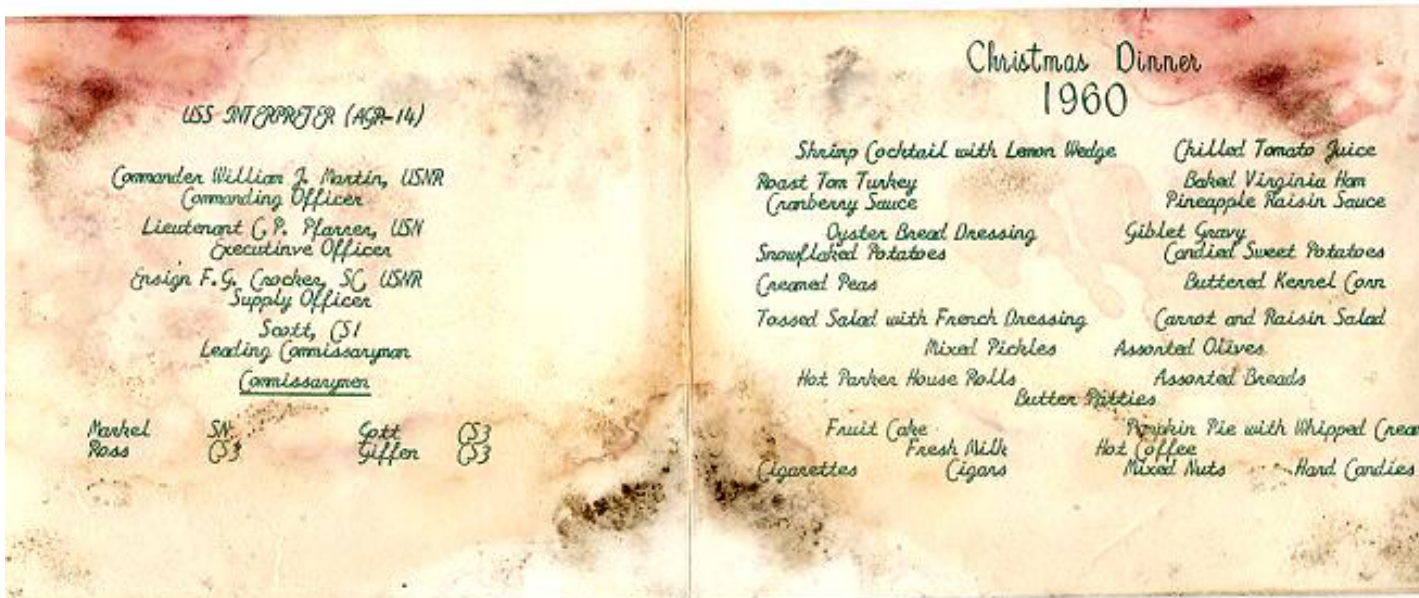 USS INTERPRETER (AGR-14)
Commander William J. Martin, USNR
Commanding Officer
Lieutenant C. P. Pfarrer, USN
Executinve Officer
Ensign F. G. Crocker, SC, USNR
Supply Officer
Scott, CS1
Leading Commissaryman
Commissarymen
Markel SN Gott CS3
Ross CS3 Giffen CS3
Christmas Dinner
1960
Shrimp Cocktail with Lemon Wedge Chilled Tomato Juice
Roast Tom Turkey Baked Virginia Ham
Cranberry Sauce Pineapple Raisin Sauce
Oyster Bread Dressing Giblet Gravy
Snowflaked Potatoes Candied Sweet Potatoes
Creamed Peas Buttered Kernel Corn
Tossed Salad with French Dressing Carrot and Raisin Salad
Mixed Pickles Assorted Olives
Hot Parker House Rolls Assorted Breads
Butter Patties
Fruit Cake Pumpkin Pie with Whipped Cream
Fresh Milk Hot Coffee
Cigarettes Cigars Mixed Nuts Hard Candies